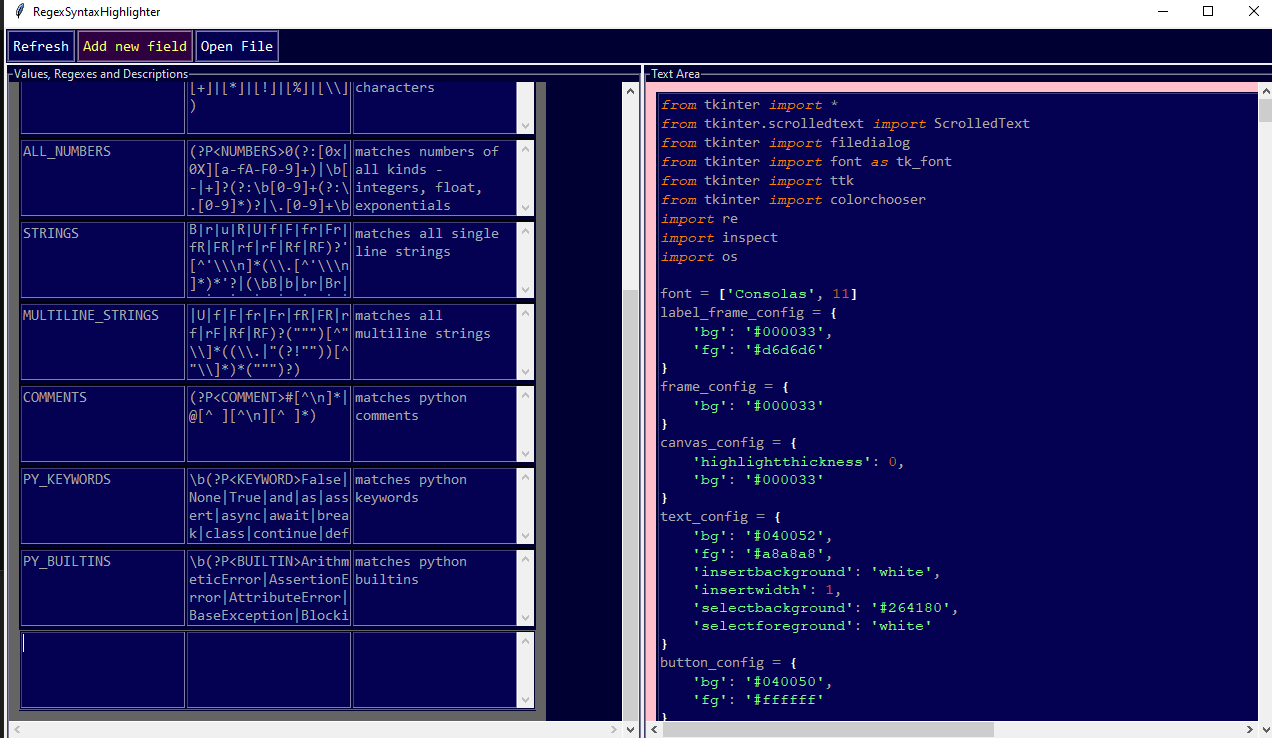 RegexSyntaxHighlighter
Refresh
Add new field
Open File
Values, Regexes and Descriptions
[+]|[*]|[!]|[%]|[\\]
)
characters
ALL_NUMBERS
(?P<NUMBERS>0(?:[0x|
0X][a-fA-F0-9]+)|\b[
-|+]?(?:\b[0-9]+(?:\
.[0-9]*)?|\.[0-9]+\b
matches numbers of
all kinds -
integers, float,
exponentials
STRINGS
B|r|u|R|U|f|F|fr|Fr|
fR|FR|rf|rF|Rf|RF)?'
[^'\\\n]*(\\.[^'\\\n
]*)*'?|(\bB|b|br|Br|
matches all single
line strings
MULTILINE_STRINGS
|U|f|F|fr|Fr|fR|FR|r
f|rF|Rf|RF)?(""")[^"
\\]*((\\.|"(?!""))[^
"\\]*)*(""")?)
matches all
multiline strings
COMMENTS
(?P<COMMENT>#[^\n]*|
@[^ ][^\n][^ ]*)
matches python
comments
PY_KEYWORDS
\b(?P<KEYWORD>False|
None|True|and|as|ass
ert|async|await|brea
k|class|continue|def
matches python
keywords
PY_BUILTINS
\b(?P<BUILTIN>Arithm
eticError|AssertionE
rror|AttributeError|
BaseException|Blocki
matches python
builtins
Text Area
from tkinter import *
from tkinter.scrolledtext import ScrolledText
from tkinter import filedialog
from tkinter import font as tk_font
from tkinter import ttk
from tkinter import colorchooser
import re
import inspect
import os
font = ['Consolas', 11]
label_frame_config = {
    'bg': '#000033',
    'fg': '#d6d6d6'
}
frame_config = {
    'bg': '#000033'
}
canvas_config = {
    'highlightthickness': 0,
    'bg': '#000033'
}
text_config = {
    'bg': '#040052',
    'fg': '#a8a8a8',
    'insertbackground': 'white',
    'insertwidth': 1,
    'selectbackground': '#264180',
    'selectforeground': 'white'
}
button_config = {
    'bg': '#040050',
    'fg': '#ffffff'
}